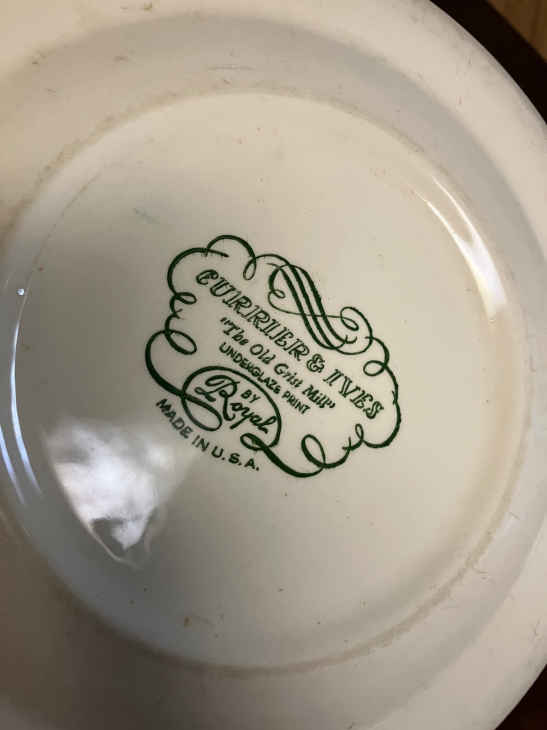 CURRIER & IVES
"The Old Grist Mill"
UNDERGLAZE PRINT
BY
Royal
MADE IN U.S.A.